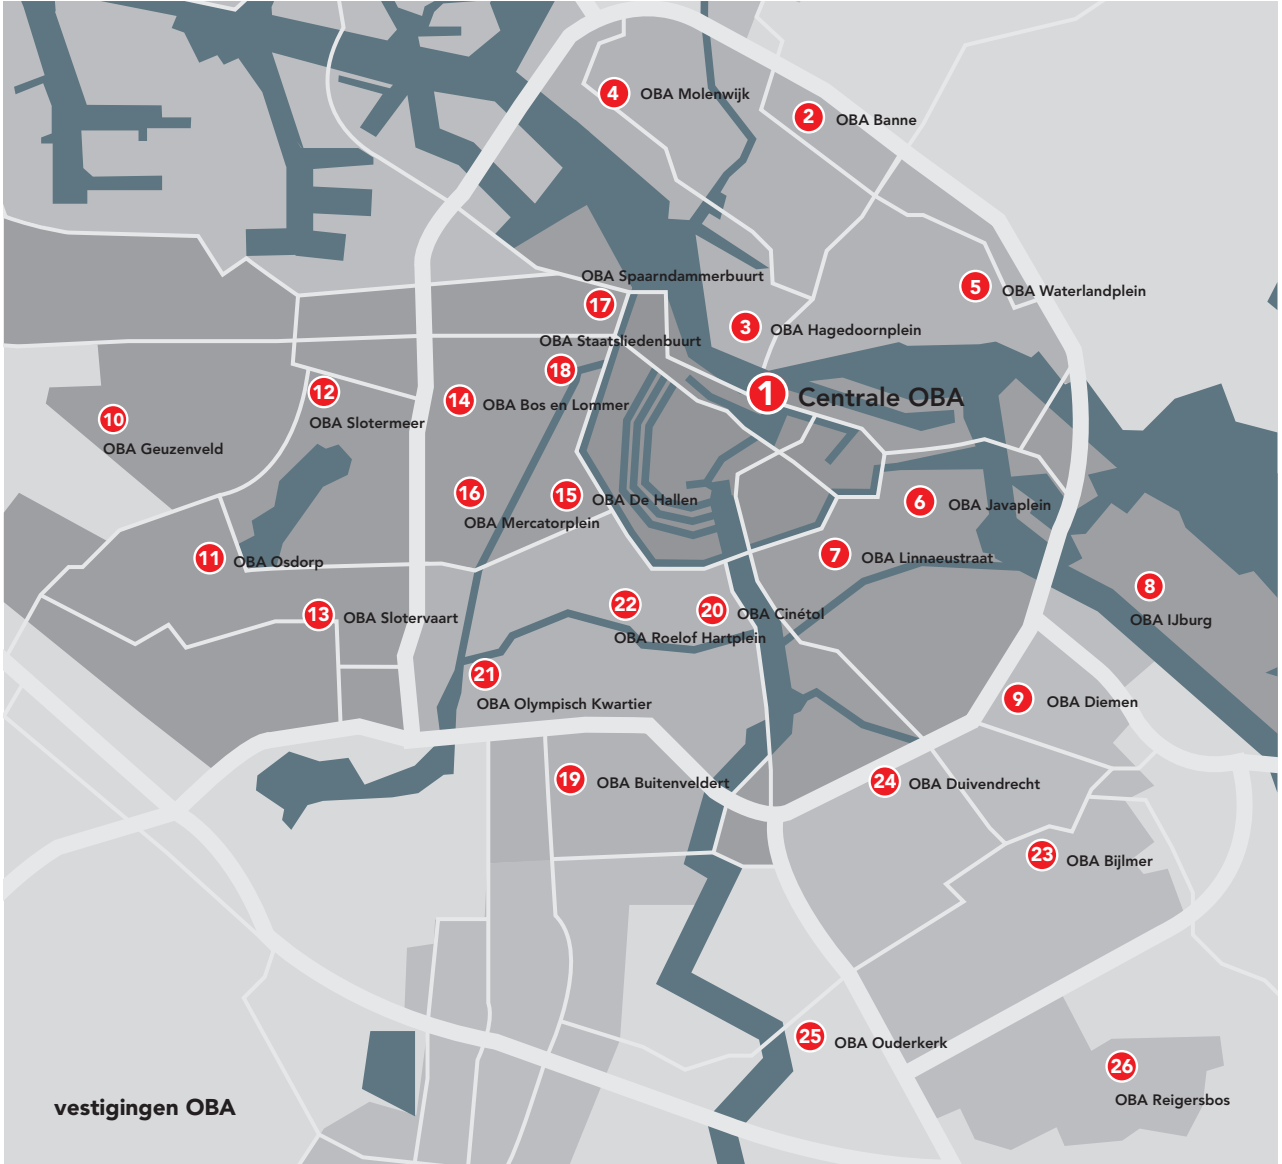 4 OBA Molenwijk
2 OBA Banne
OBA Spaarndammerbuurt
17
5 OBA Waterlandplein
3 OBA Hagedoornplein
OBA Staatsliedenbuurt
18
1 Centrale OBA
12
OBA Slotermeer
14 OBA Bos en Lommer
10
OBA Geuzenveld
16
OBA Mercatorplein
15 OBA De Hallen
6 OBA Javaplein
11 OBA Osdorp
7 OBA Linnaeustraat
8
OBA IJburg
13 OBA Slotervaart
22
OBA Roelof Hartplein
20 OBA Cinétol
21
OBA Olympisch Kwartier
9 OBA Diemen
19 OBA Buitenveldert
24 OBA Duivendrecht
23 OBA Bijlmer
25 OBA Ouderkerk
26
OBA Reigersbos
vestigingen OBA